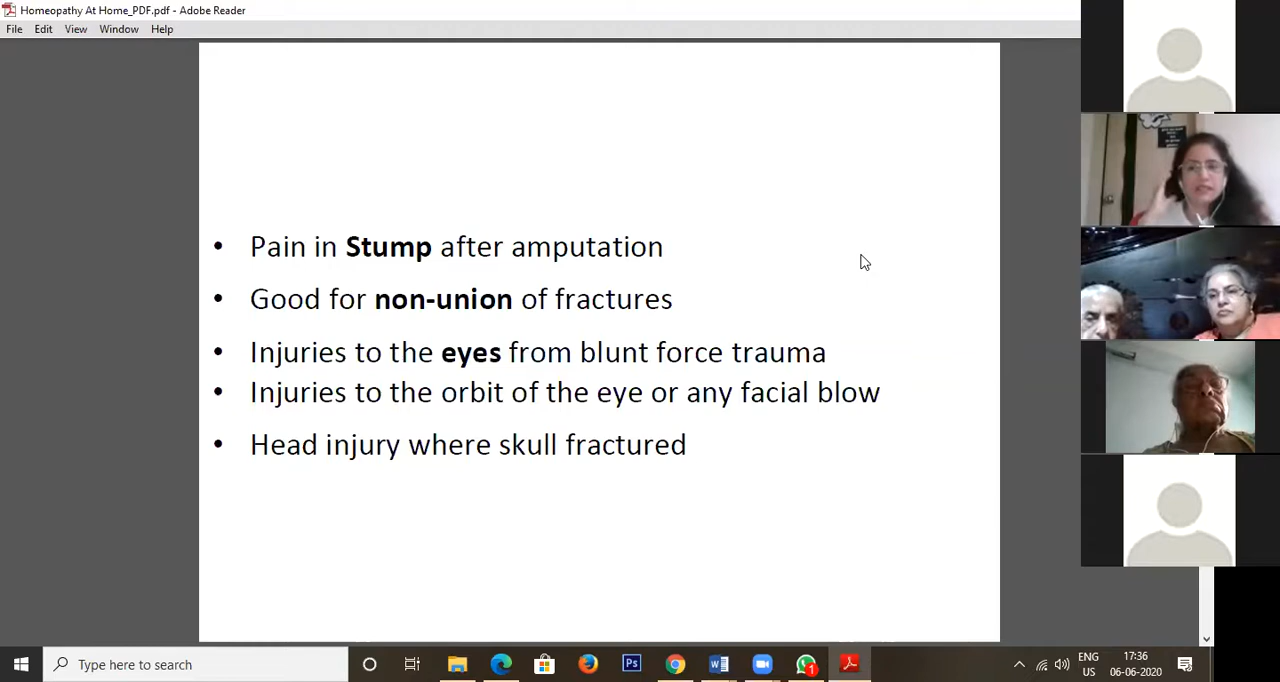 Homeopathy At Home_PDF.pdf - Adobe Reader
File Edit View Window Help
• Pain in Stump after amputation
• Good for non-union of fractures
• Injuries to the eyes from blunt force trauma
• Injuries to the orbit of the eye or any facial blow
• Head injury where skull fractured
Type here to search
Ps
W
1
ENG
US
17:36
06-06-2020